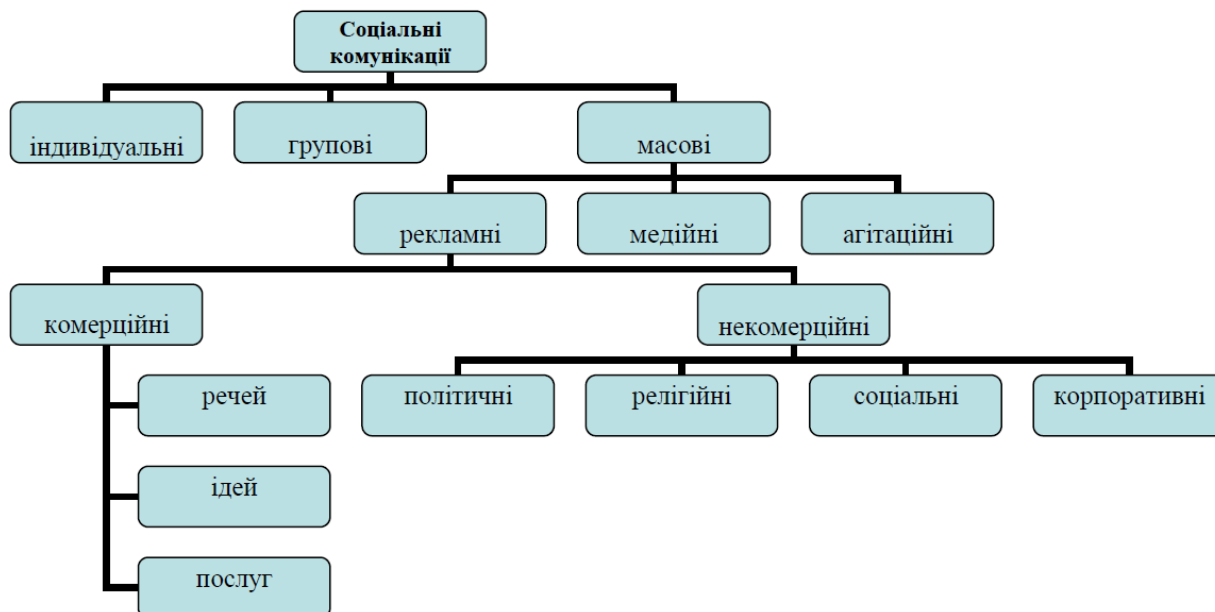 Соціальні
комунікації
індивідуальні
групові
масові
рекламні
медійні
агітаційні
комерційні
некомерційні
речей
політичні
релігійні
соціальні
корпоративні
ідей
послуг